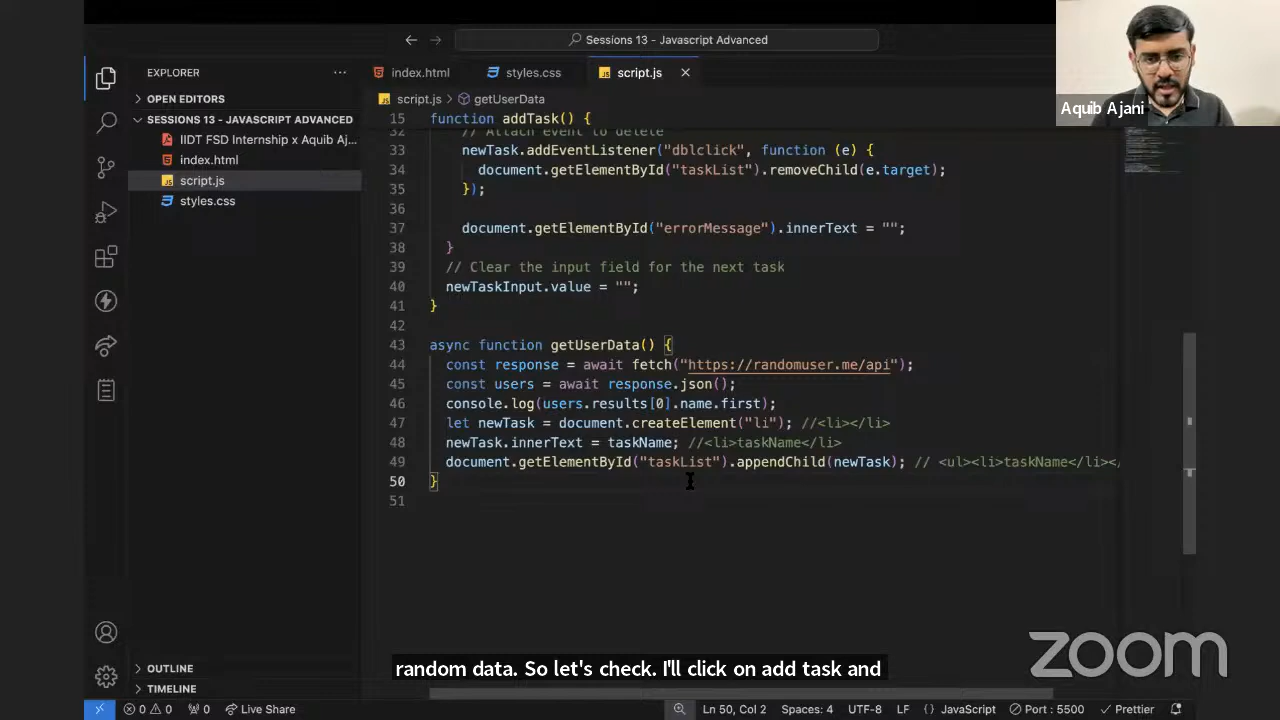 Sessions 13 - Javascript Advanced
Aquib Ajani
EXPLORER
index.html
styles.css
script.js
OPEN EDITORS
script.js
getUserData
SESSIONS 13 - JAVASCRIPT ADVANCED
15 function addTask() {
IIDT FSD Internship x Aquib Aj...
index.html
script.js
styles.css
32 // Attach event to delete
33 newTask.addEventListener("dblclick", function (e) {
34 document.getElementById("taskList").removeChild(e.target);
35 });
36
37 document.getElementById("errorMessage").innerText = "";
38 }
39 // Clear the input field for the next task
40 newTaskInput.value = "";
41 }
42
43 async function getUserData() {
44 const response = await fetch("https://randomuser.me/api");
45 const users = await response.json();
46 console.log(users.results[0].name.first);
47 let newTask = document.createElement("li"); //<li></li>
48 newTask.innerText = taskName; //<li>taskName</li>
49 document.getElementById("taskList").appendChild(newTask); // <ul><li>taskName</li></
50 }
51
OUTLINE
TIMELINE
random data. So let's check. I'll click on add task and
zoom
0 0 0 Live Share Ln 50, Col 2 Spaces: 4 UTF-8 LF {} JavaScript Port : 5500 Prettier